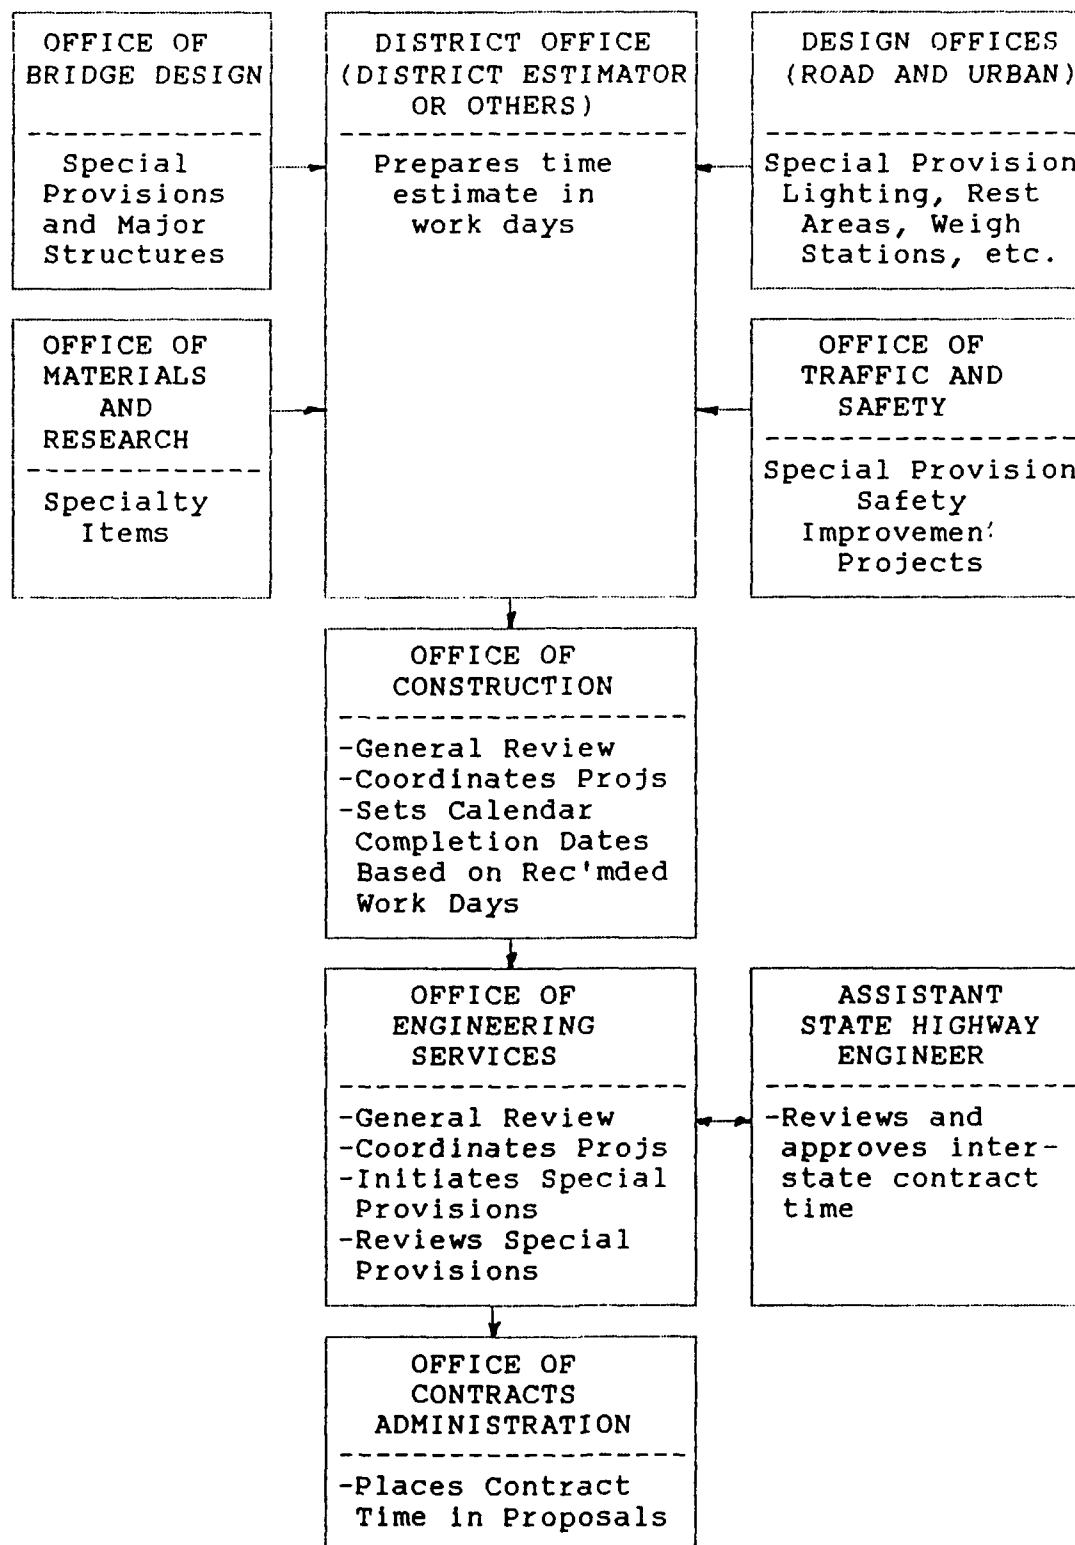 OFFICE OF
BRIDGE DESIGN
Special
Provisions
and Major
Structures
DISTRICT OFFICE
(DISTRICT ESTIMATOR
OR OTHERS)
Prepares time
estimate in
work days
DESIGN OFFICES
(ROAD AND URBAN)
Special Provision
Lighting, Rest
Areas, Weigh
Stations, etc.
OFFICE OF
MATERIALS
AND
RESEARCH
Specialty
Items
OFFICE OF
TRAFFIC AND
SAFETY
Special Provision
Safety
Improvemen
Projects
OFFICE OF
CONSTRUCTION
-General Review
-Coordinates Projs
-Sets Calendar
Completion Dates
Based on Rec'mded
Work Days
OFFICE OF
ENGINEERING
SERVICES
-General Review
-Coordinates Projs
-Initiates Special
Provisions
-Reviews Special
Provisions
ASSISTANT
STATE HIGHWAY
ENGINEER
-Reviews and
approves inter-
state contract
time
OFFICE OF
CONTRACTS
ADMINISTRATION
-Places Contract
Time in Proposals